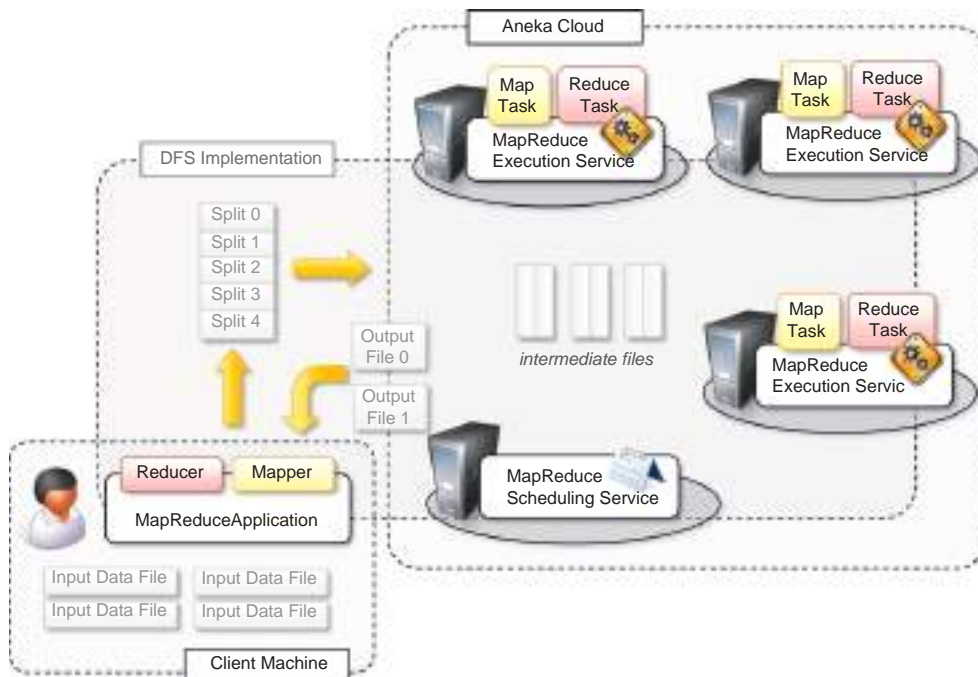 Aneka Cloud
Map
Task
Reduce
Task
MapReduce
Execution Service
Map
Task
Reduce
Task
MapReduce
Execution Service
DFS Implementation
Split 0
Split 1
Split 2
Split 3
Split 4
Output
File 0
Output
File 1
intermediate files
Map
Task
Reduce
Task
MapReduce
Execution Servic
MapReduce
Scheduling Service
Reducer
Mapper
MapReduceApplication
Input Data File
Input Data File
Input Data File
Input Data File
Client Machine